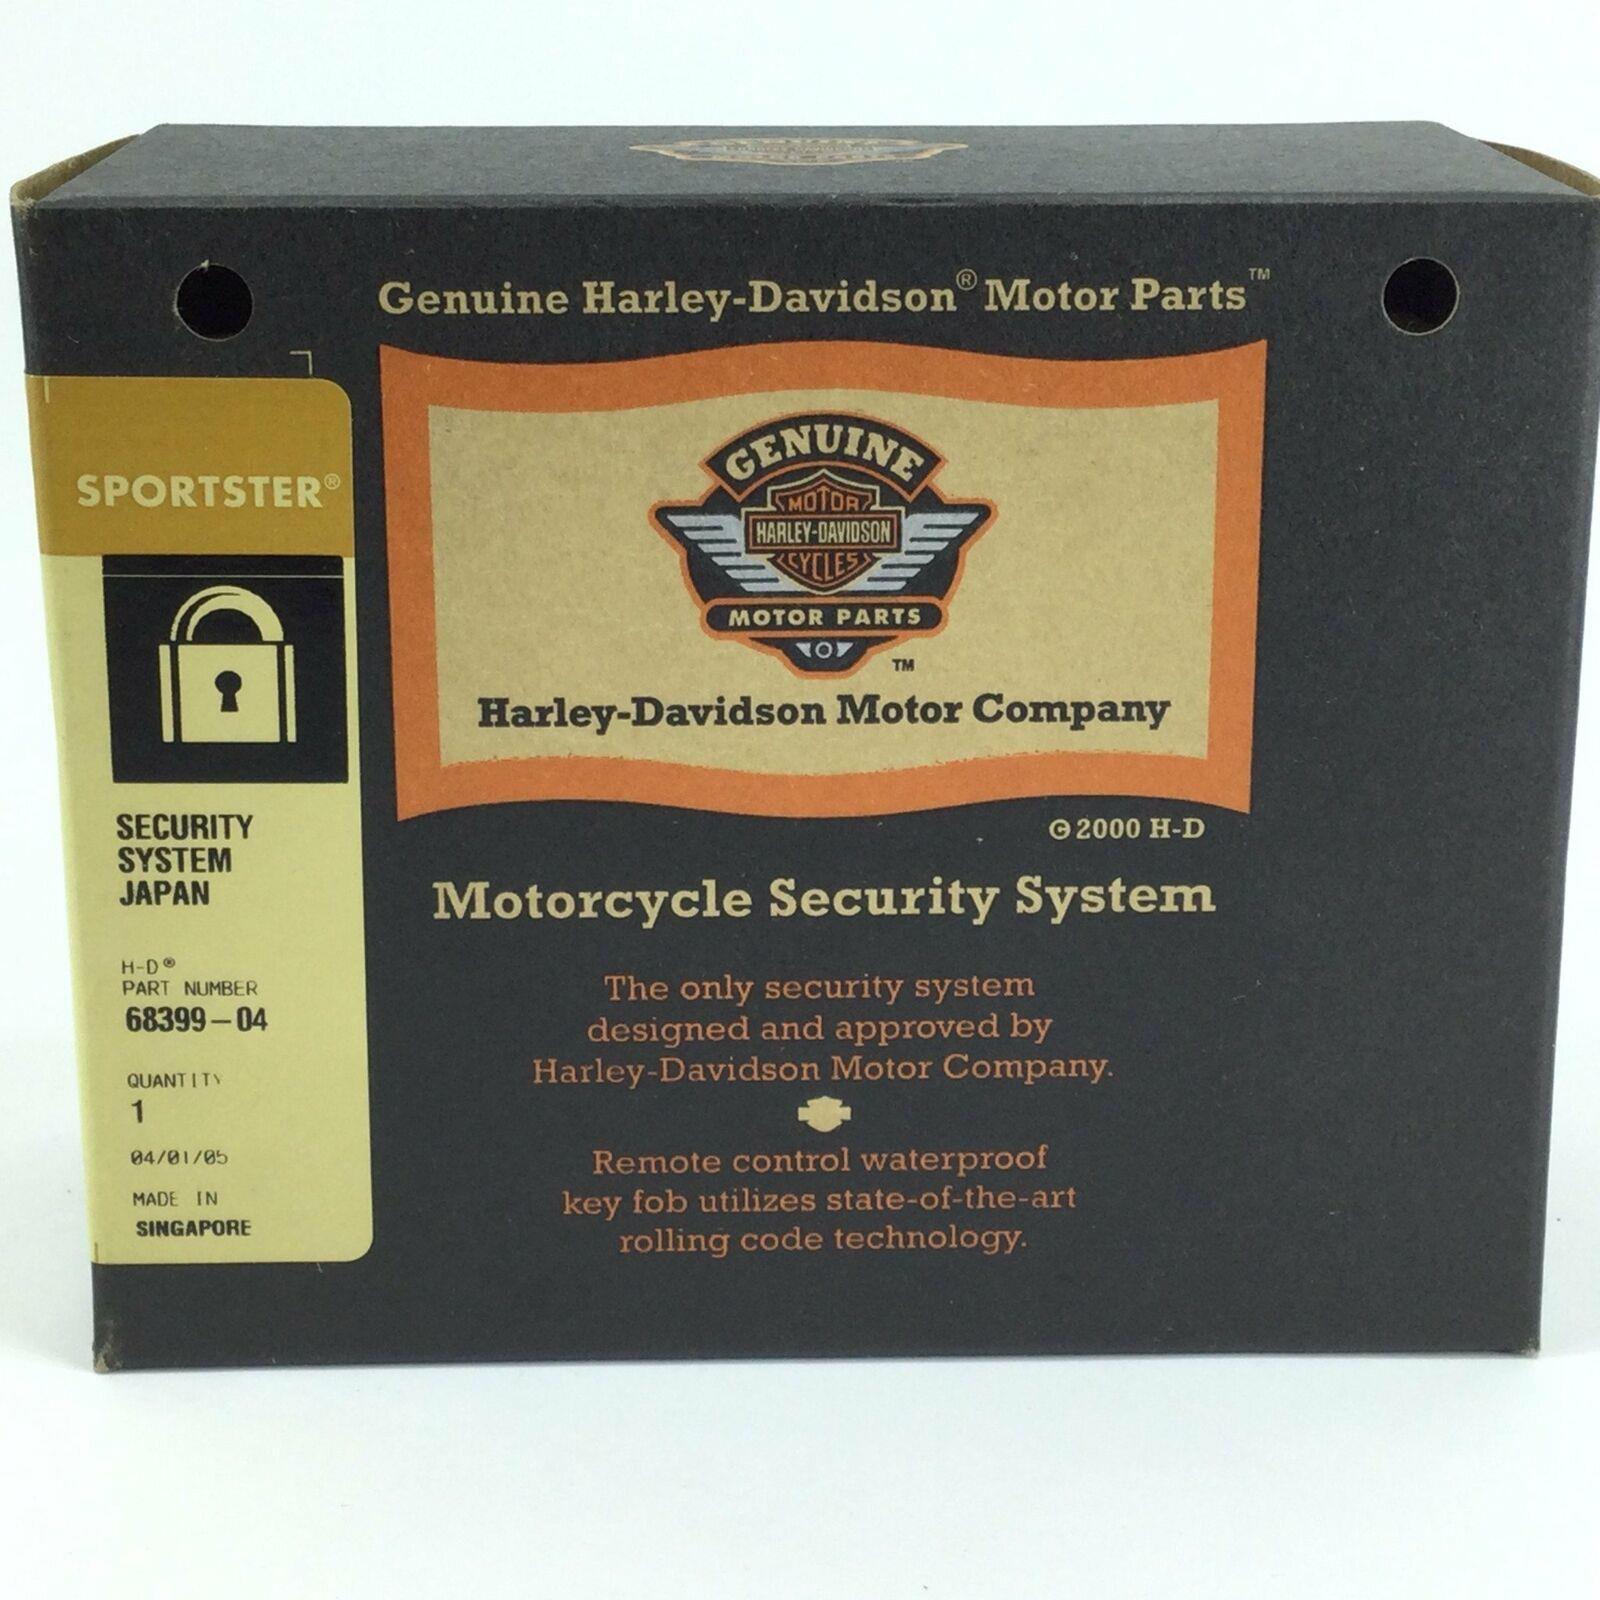 Genuine Harley-Davidson® Motor Parts™
SPORTSTER®
GENUINE
MOTOR
HARLEY-DAVIDSON
CYCLES
MOTOR PARTS
TM
Harley-Davidson Motor Company
© 2000 H-D
SECURITY
SYSTEM
JAPAN
H-D®
PART NUMBER
68399-04
QUANTITY
1
04/01/05
MADE IN
SINGAPORE
Motorcycle Security System
The only security system
designed and approved by
Harley-Davidson Motor Company.
Remote control waterproof
key fob utilizes state-of-the-art
rolling code technology.